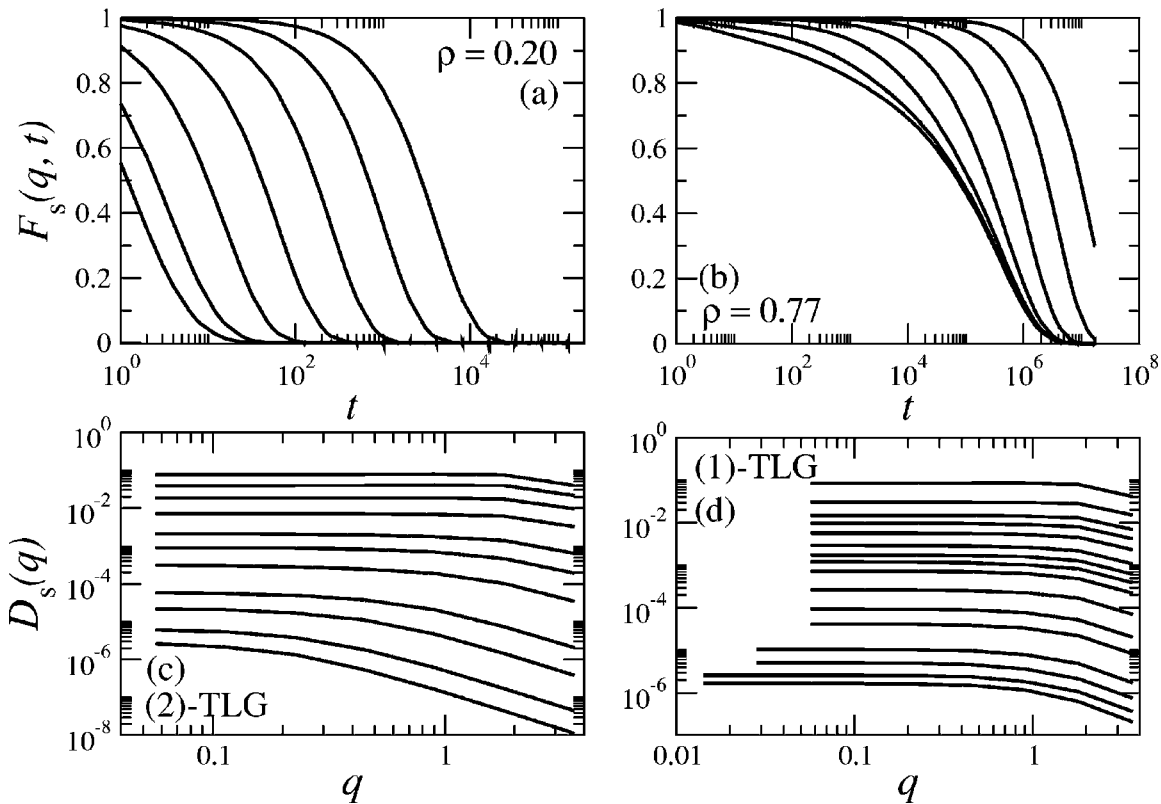 1
0.8
0.6
0.4
0.2
0
F_s(q, t)
ρ = 0.20
(a)
10^0 10^2 10^4
t
1
0.8
0.6
0.4
0.2
0
(b)
ρ = 0.77
10^0 10^2 10^4 10^6 10^8
t
10^0
10^-2
10^-4
10^-6
10^-8
D_s(q)
(c)
(2)-TLG
0.1 1
q
10^0
10^-2
10^-4
10^-6
(1)-TLG
(d)
0.01 0.1 1
q